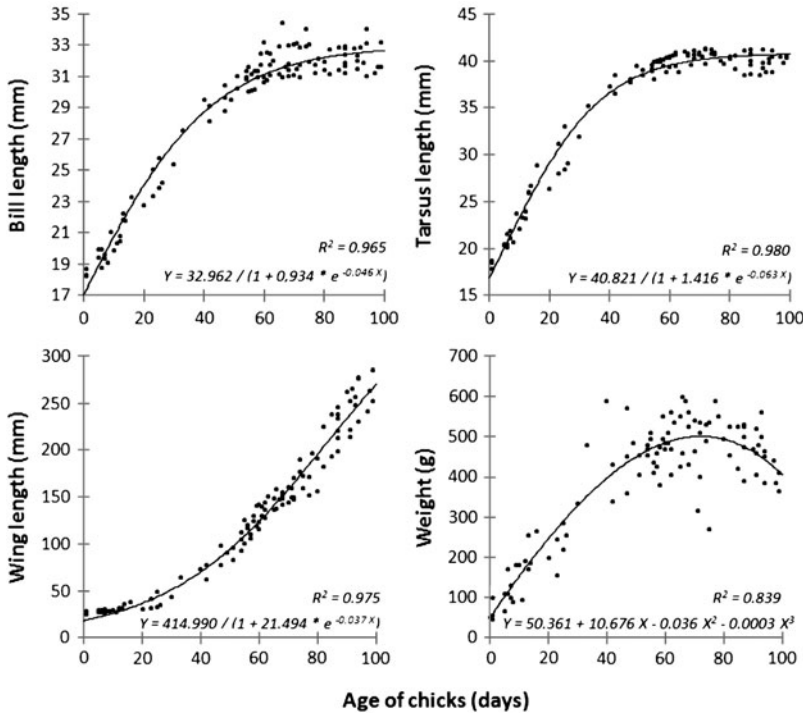 35
33
31
29
27
25
23
21
19
17
Bill length (mm)
R² = 0.965
Y = 32.962 / (1 + 0,934 * e -0.046 X)
0 20 40 60 80 100
45
40
35
30
25
20
15
Tarsus length (mm)
R² = 0.980
Y = 40.821 / (1 + 1.416 * e -0.063 X)
0 20 40 60 80 100
300
250
200
150
100
50
0
Wing length (mm)
R² = 0.975
Y = 414.990 / (1 + 21.494 * e -0.037 X)
0 20 40 60 80 100
700
600
500
400
300
200
100
0
Weight (g)
R² = 0.839
Y = 50.361 + 10.676 X - 0.036 X² - 0.0003 X³
0 20 40 60 80 100
Age of chicks (days)